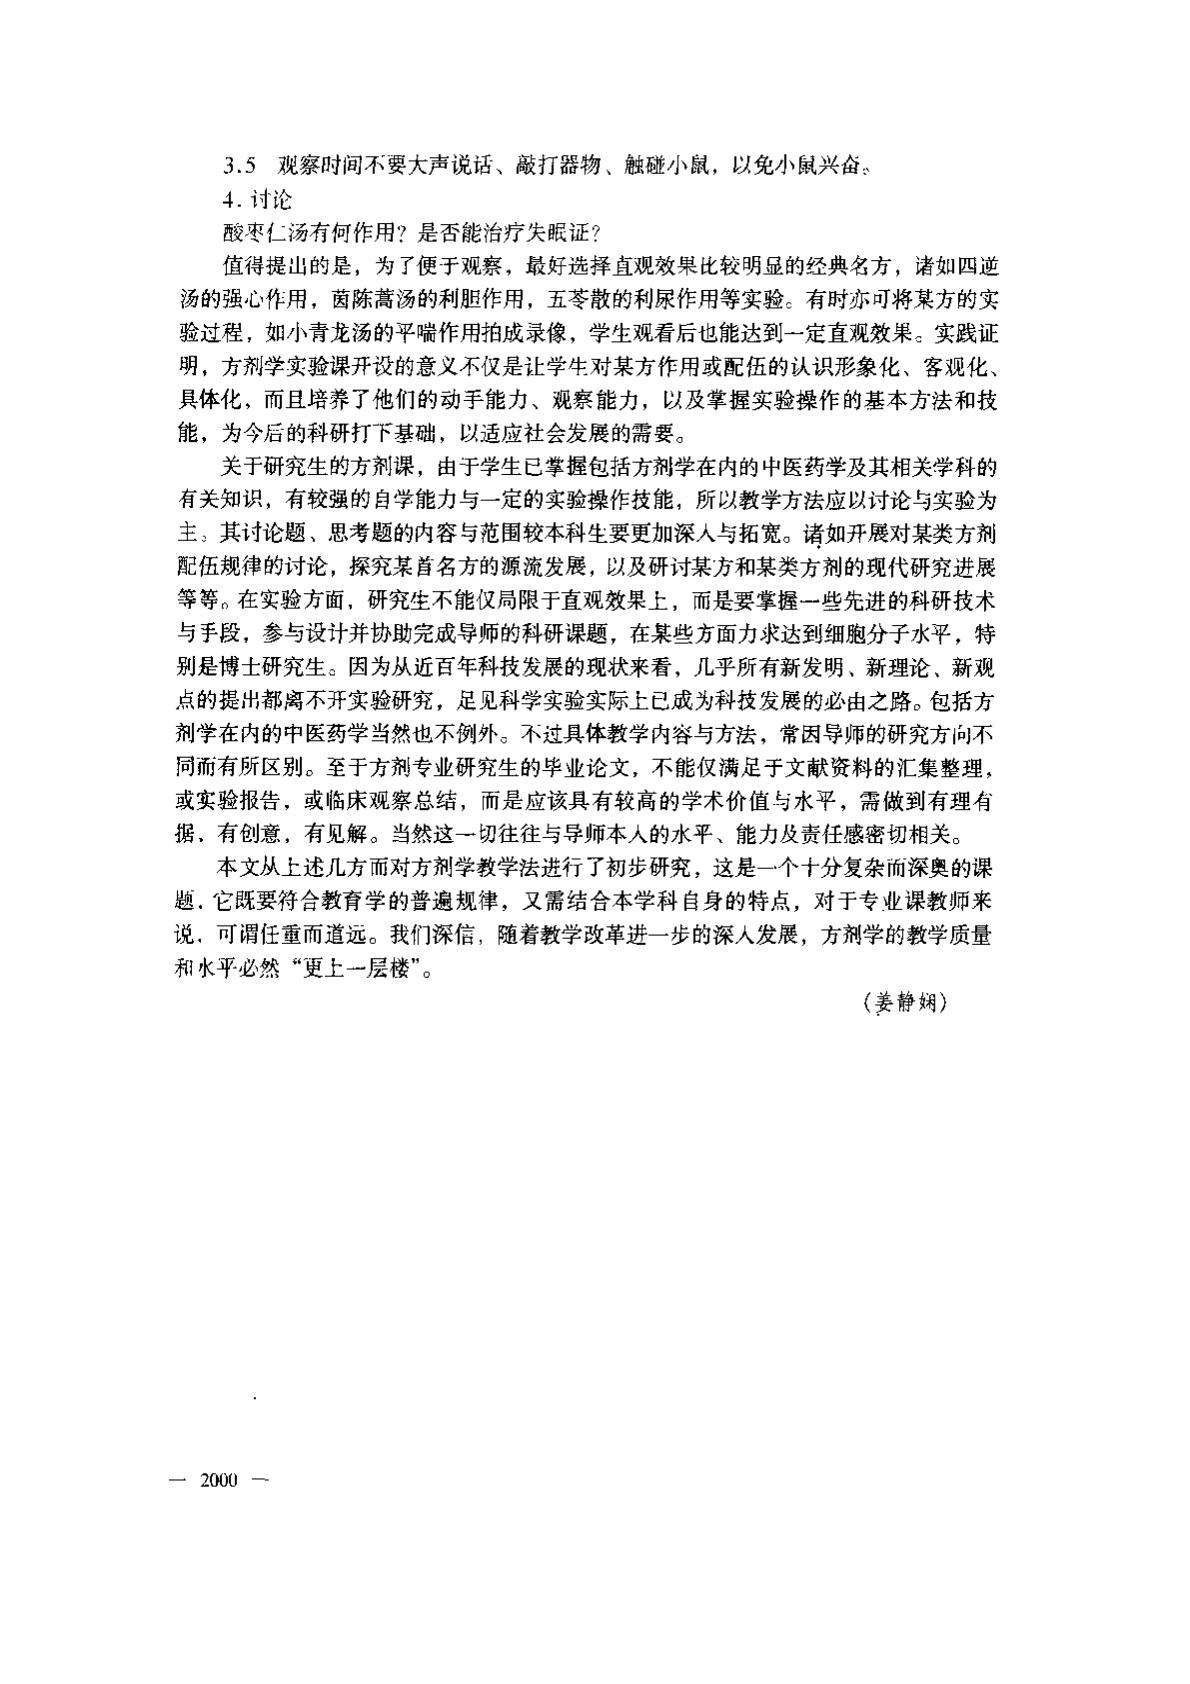 3.5 观察时间不要大声说话、敲打器物、触碰小鼠，以免小鼠兴奋。
4. 讨论
酸枣仁汤有何作用？是否能治疗失眠证？
值得提出的是，为了便于观察，最好选择直观效果比较明显的经典名方，诸如四逆
汤的强心作用，茵陈蒿汤的利胆作用，五苓散的利尿作用等实验。有时亦可将某方的实
验过程，如小青龙汤的平喘作用拍成录像，学生观看后也能达到一定直观效果。实践证
明，方剂学实验课开设的意义不仅是让学生对某方作用或配伍的认识形象化、客观化、
具体化，而且培养了他们的动手能力、观察能力，以及掌握实验操作的基本方法和技
能，为今后的科研打下基础，以适应社会发展的需要。
关于研究生的方剂课，由于学生已掌握包括方剂学在内的中医药学及其相关学科的
有关知识，有较强的自学能力与一定的实验操作技能，所以教学方法应以讨论与实验为
主。其讨论题、思考题的内容与范围较本科生要更加深入与拓宽。诸如开展对某类方剂
配伍规律的讨论，探究某首名方的源流发展，以及研讨某方和某类方剂的现代研究进展
等等。在实验方面，研究生不能仅局限于直观效果上，而是要掌握一些先进的科研技术
与手段，参与设计并协助完成导师的科研课题，在某些方面力求达到细胞分子水平，特
别是博士研究生。因为从近百年科技发展的现状来看，几乎所有新发明、新理论、新观
点的提出都离不开实验研究，足见科学实验实际上已成为科技发展的必由之路。包括方
剂学在内的中医药学当然也不例外。不过具体教学内容与方法，常因导师的研究方向不
同而有所区别。至于方剂专业研究生的毕业论文，不能仅满足于文献资料的汇集整理，
或实验报告，或临床观察总结，而是应该具有较高的学术价值与水平，需做到有理有
据，有创意，有见解。当然这一切往往与导师本人的水平、能力及责任感密切相关。
本文从上述几方面对方剂学教学法进行了初步研究，这是一个十分复杂而深奥的课
题，它既要符合教育学的普遍规律，又需结合本学科自身的特点，对于专业课教师来
说，可谓任重而道远。我们深信，随着教学改革进一步的深入发展，方剂学的教学质量
和水平必然“更上一层楼”。
（姜静娴）
— 2000 —